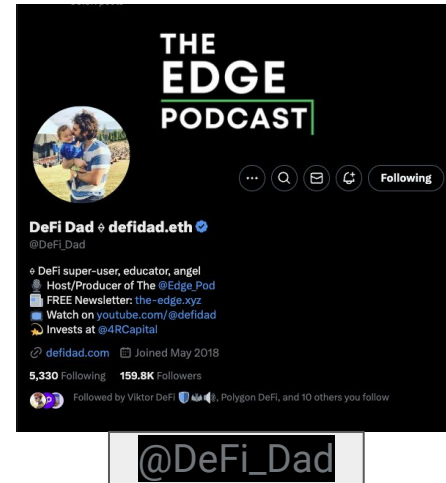 THE
EDGE
PODCAST
Following
DeFi Dad ⟠ defidad.eth
@DeFi_Dad
⟠ DeFi super-user, educator, angel
🎙️ Host/Producer of The @Edge_Pod
📰 FREE Newsletter: the-edge.xyz
📺 Watch on youtube.com/@defidad
💫 Invests at @4RCapital
defidad.com Joined May 2018
5,330 Following 159.8K Followers
Followed by Viktor DeFi 🛡️🦇🔊, Polygon DeFi, and 10 others you follow
@DeFi_Dad